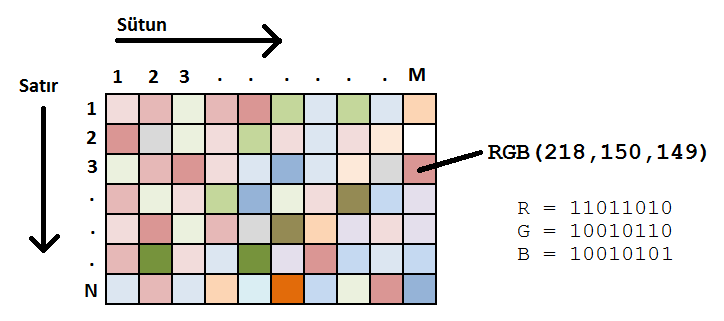 Sütun
Satır
1 2 3 . . . . . . M
1
2
3
.
.
.
N
RGB(218,150,149)
R = 11011010
G = 10010110
B = 10010101